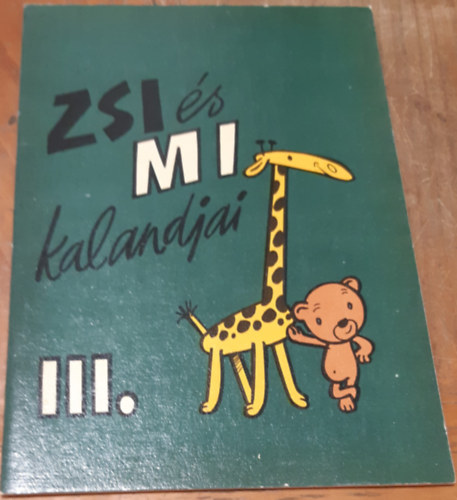 ZSI és
MI
kalandjai
III.